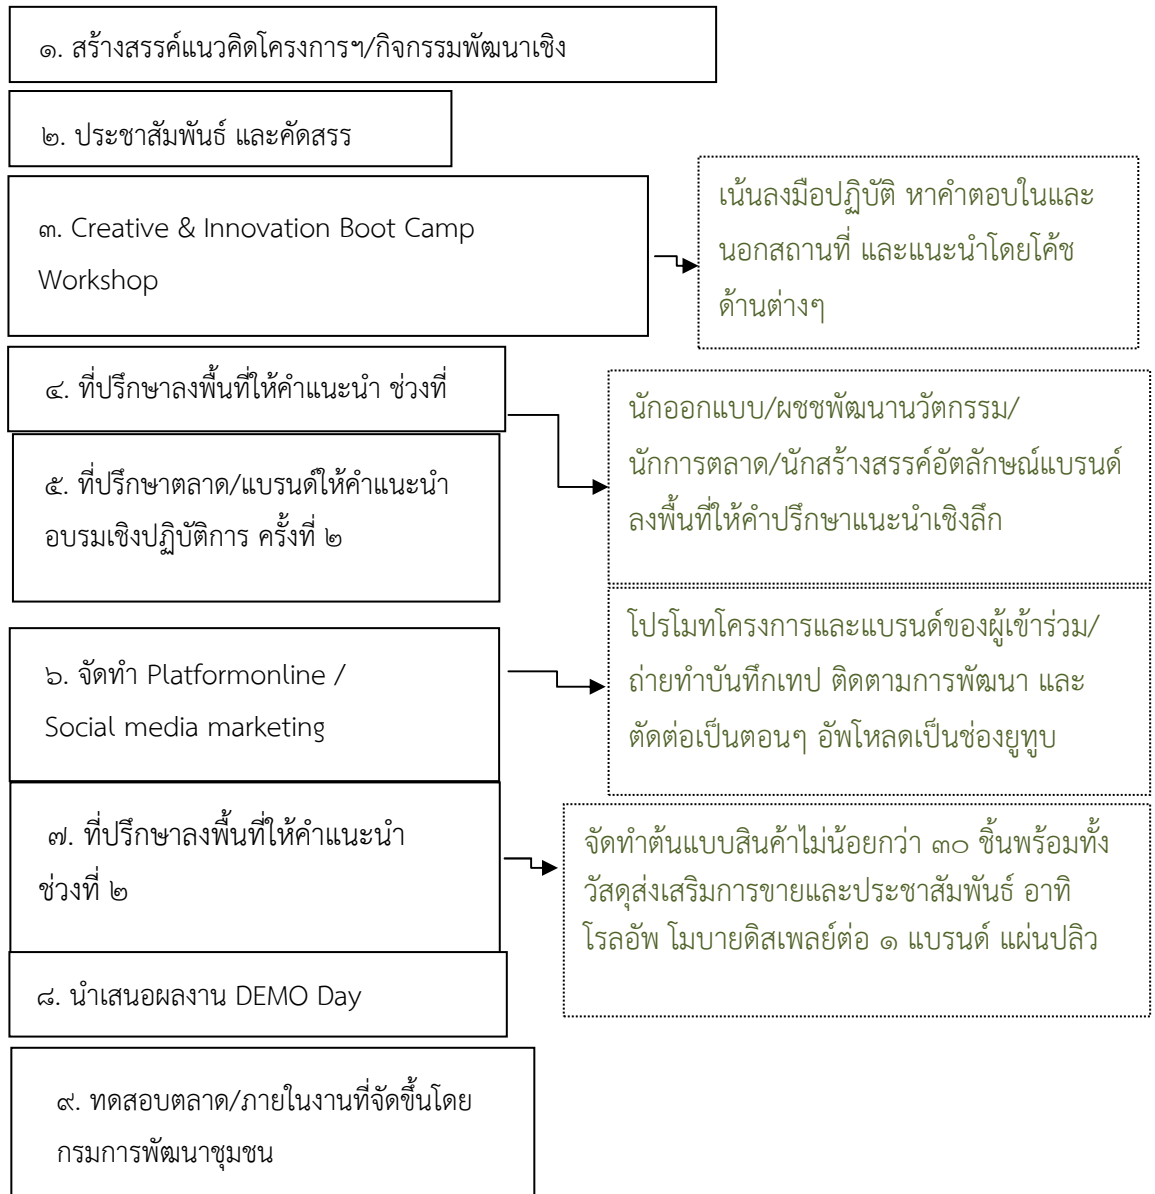 ๑. สร้างสรรค์แนวคิดโครงการฯ/กิจกรรมพัฒนาเชิง
๒. ประชาสัมพันธ์ และคัดสรร
๓. Creative & Innovation Boot Camp
Workshop
เน้นลงมือปฏิบัติ หาคำตอบในและ
นอกสถานที่ และแนะนำโดยโค้ช
ด้านต่างๆ
๔. ที่ปรึกษาลงพื้นที่ให้คำแนะนำ ช่วงที่
๕. ที่ปรึกษาตลาด/แบรนด์ให้คำแนะนำ
อบรมเชิงปฏิบัติการ ครั้งที่ ๒
นักออกแบบ/ผชชพัฒนานวัตกรรม/
นักการตลาด/นักสร้างสรรค์อัตลักษณ์แบรนด์
ลงพื้นที่ให้คำปรึกษาแนะนำเชิงลึก
๖. จัดทำ Platformonline /
Social media marketing
โปรโมทโครงการและแบรนด์ของผู้เข้าร่วม/
ถ่ายทำบันทึกเทป ติดตามการพัฒนา และ
ตัดต่อเป็นตอนๆ อัพโหลดเป็นช่องยูทูบ
๗. ที่ปรึกษาลงพื้นที่ให้คำแนะนำ
ช่วงที่ ๒
จัดทำต้นแบบสินค้าไม่น้อยกว่า ๓๐ ชิ้นพร้อมทั้ง
วัสดุส่งเสริมการขายและประชาสัมพันธ์ อาทิ
โรลอัพ โมบายดิสเพลย์ต่อ ๑ แบรนด์ แผ่นปลิว
๘. นำเสนอผลงาน DEMO Day
๙. ทดสอบตลาด/ภายในงานที่จัดขึ้นโดย
กรมการพัฒนาชุมชน